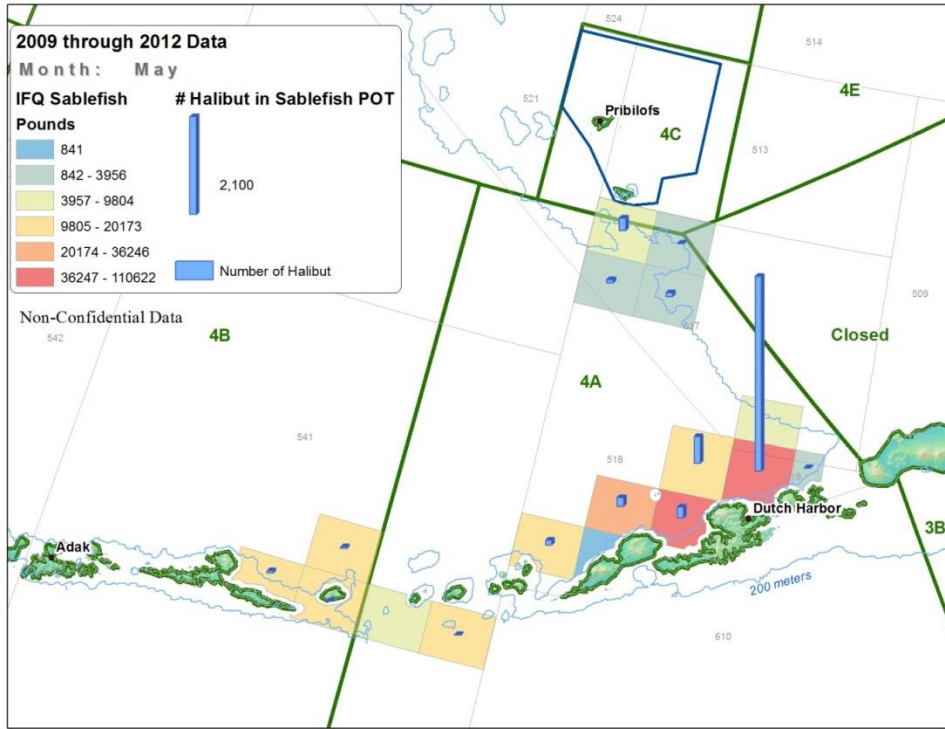 2009 through 2012 Data
Month: May
IFQ Sablefish
# Halibut in Sablefish POT
Pounds
841
842 - 3956
3957 - 9804
9805 - 20173
20174 - 36246
36247 - 110622
2,100
Number of Halibut
Non-Confidential Data
524
514
4E
521
Pribilofs
4C
513
509
517
Closed
542
4B
4A
541
518
Dutch Harbor
3B
Adak
200 meters
610